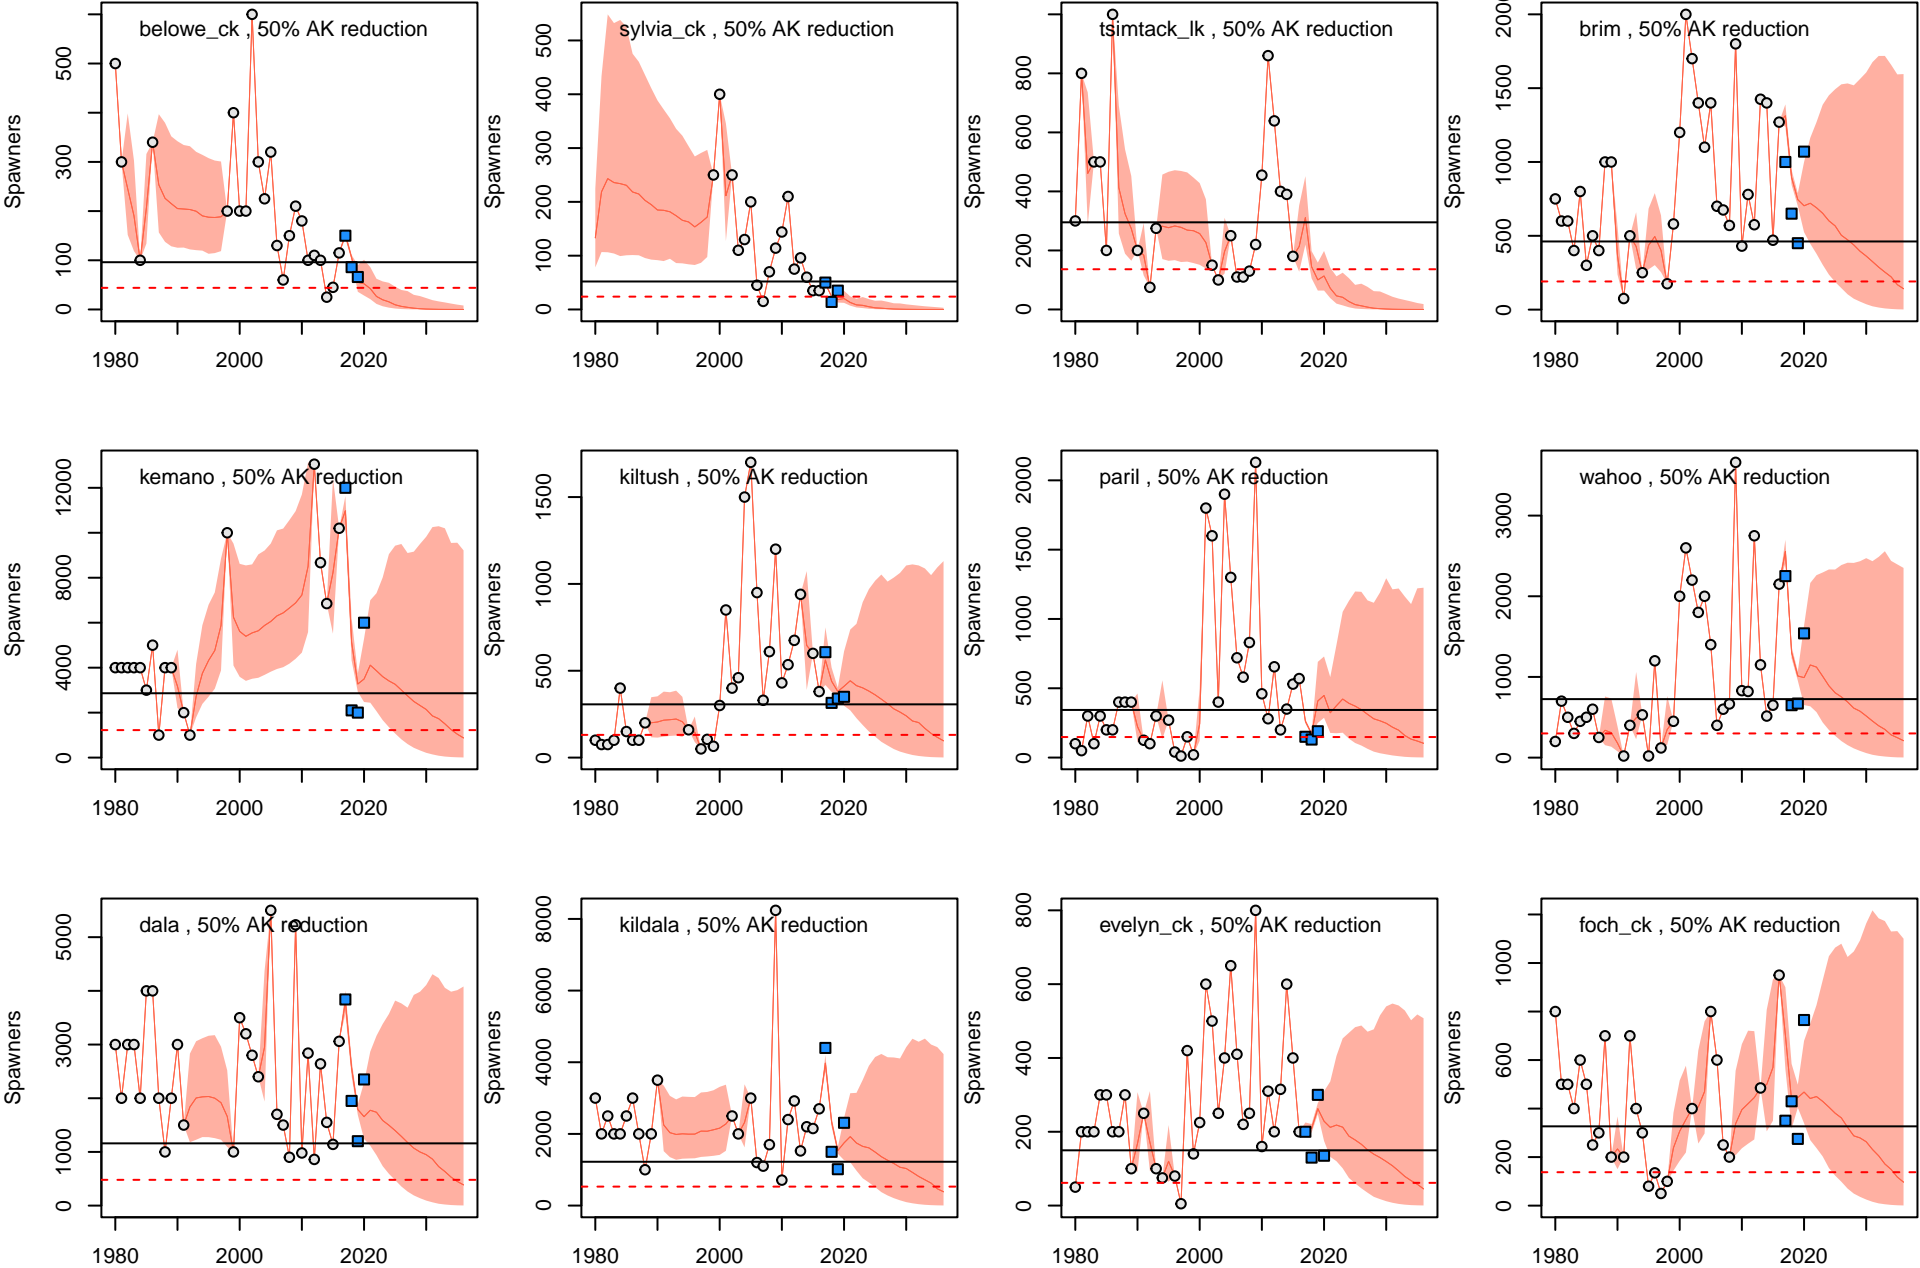 belowe_ck , 50% AK reduction
Spawners
0 100 300 500
1980 2000 2020
sylvia_ck , 50% AK reduction
Spawners
0 100 200 300 400 500
1980 2000 2020
tsimtack_lk , 50% AK reduction
Spawners
0 200 400 600 800
1980 2000 2020
brim , 50% AK reduction
Spawners
0 500 1000 1500 2000
1980 2000 2020
kemano , 50% AK reduction
Spawners
0 4000 8000 12000
1980 2000 2020
kiltush , 50% AK reduction
Spawners
0 500 1000 1500
1980 2000 2020
paril , 50% AK reduction
Spawners
0 500 1000 1500 2000
1980 2000 2020
wahoo , 50% AK reduction
Spawners
0 1000 2000 3000
1980 2000 2020
dala , 50% AK reduction
Spawners
0 1000 3000 5000
1980 2000 2020
kildala , 50% AK reduction
Spawners
0 2000 4000 6000 8000
1980 2000 2020
evelyn_ck , 50% AK reduction
Spawners
0 200 400 600 800
1980 2000 2020
foch_ck , 50% AK reduction
Spawners
0 200 600 1000
1980 2000 2020